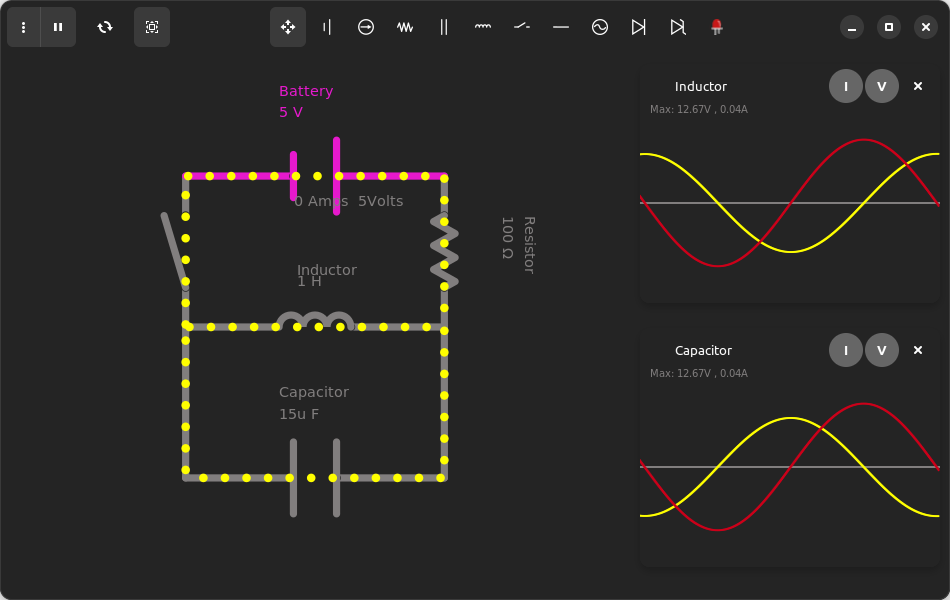 Battery
5 V
0 Amps  5Volts
Resistor
100 Ω
Inductor
1 H
Capacitor
15u F
Inductor
I
V
Max: 12.67V , 0.04A
Capacitor
I
V
Max: 12.67V , 0.04A